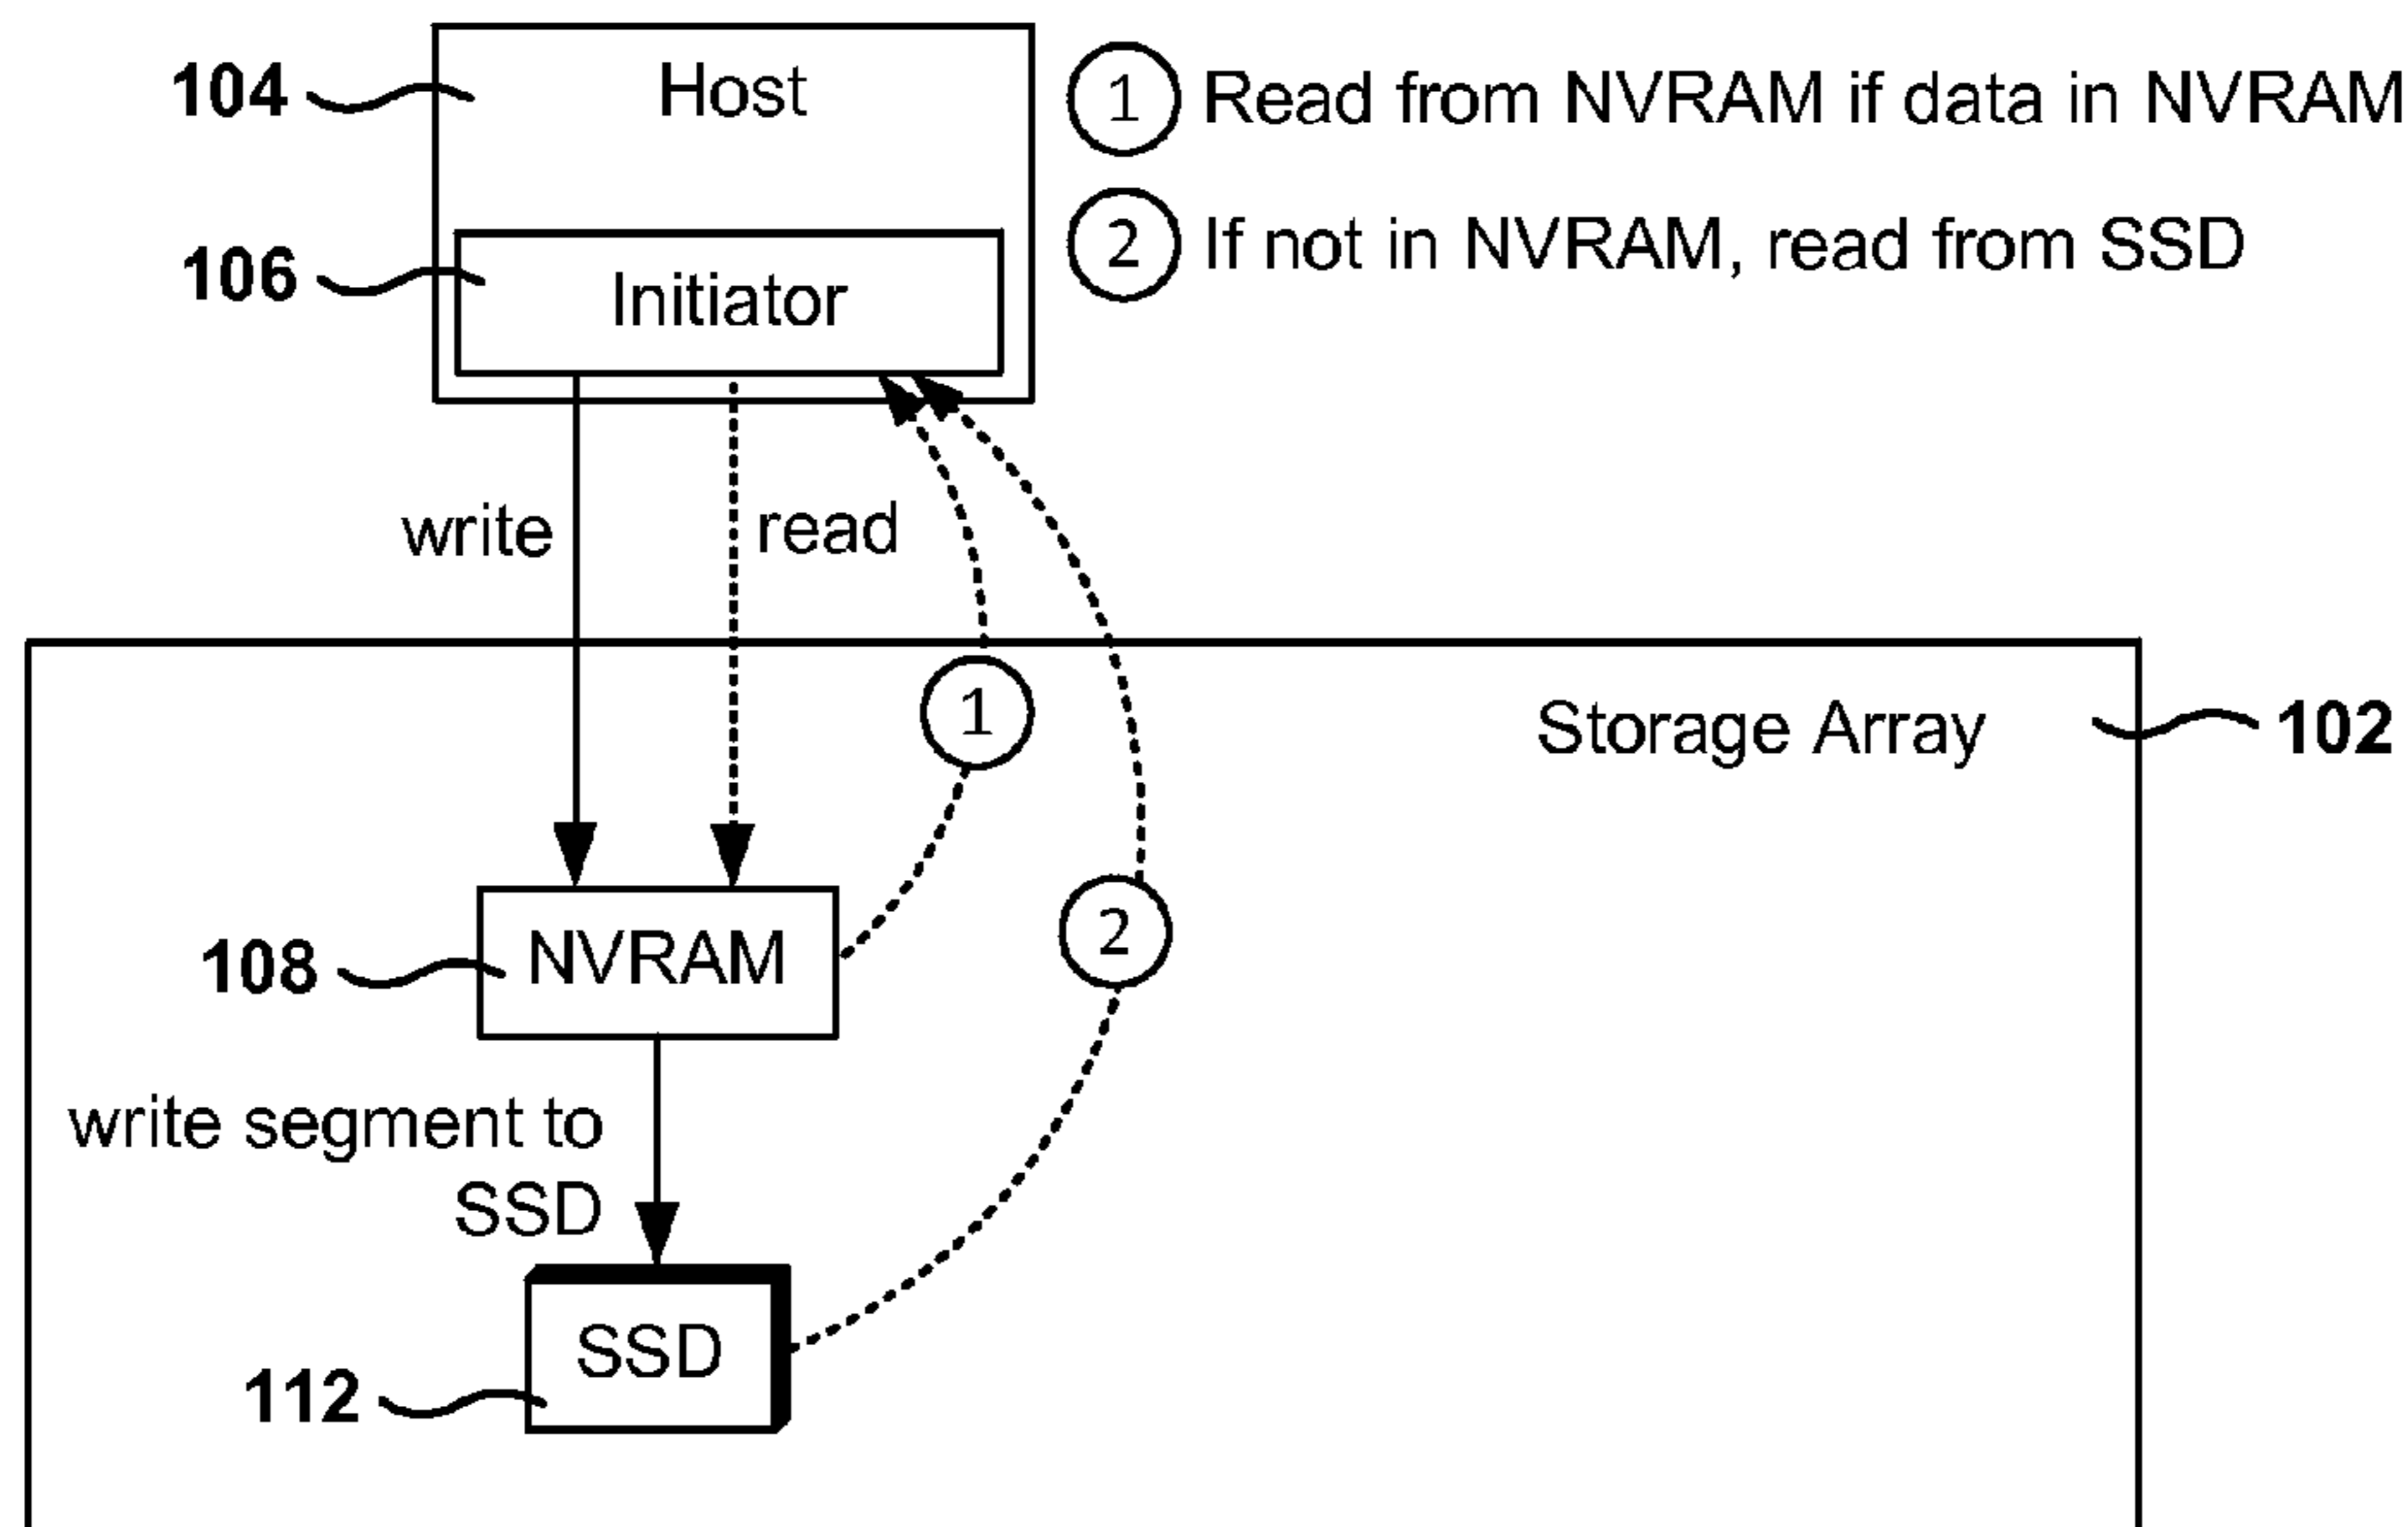 104
Host
1 Read from NVRAM if data in NVRAM
2 If not in NVRAM, read from SSD
106
Initiator
write
read
1
Storage Array
102
2
108
NVRAM
write segment to
SSD
SSD
112